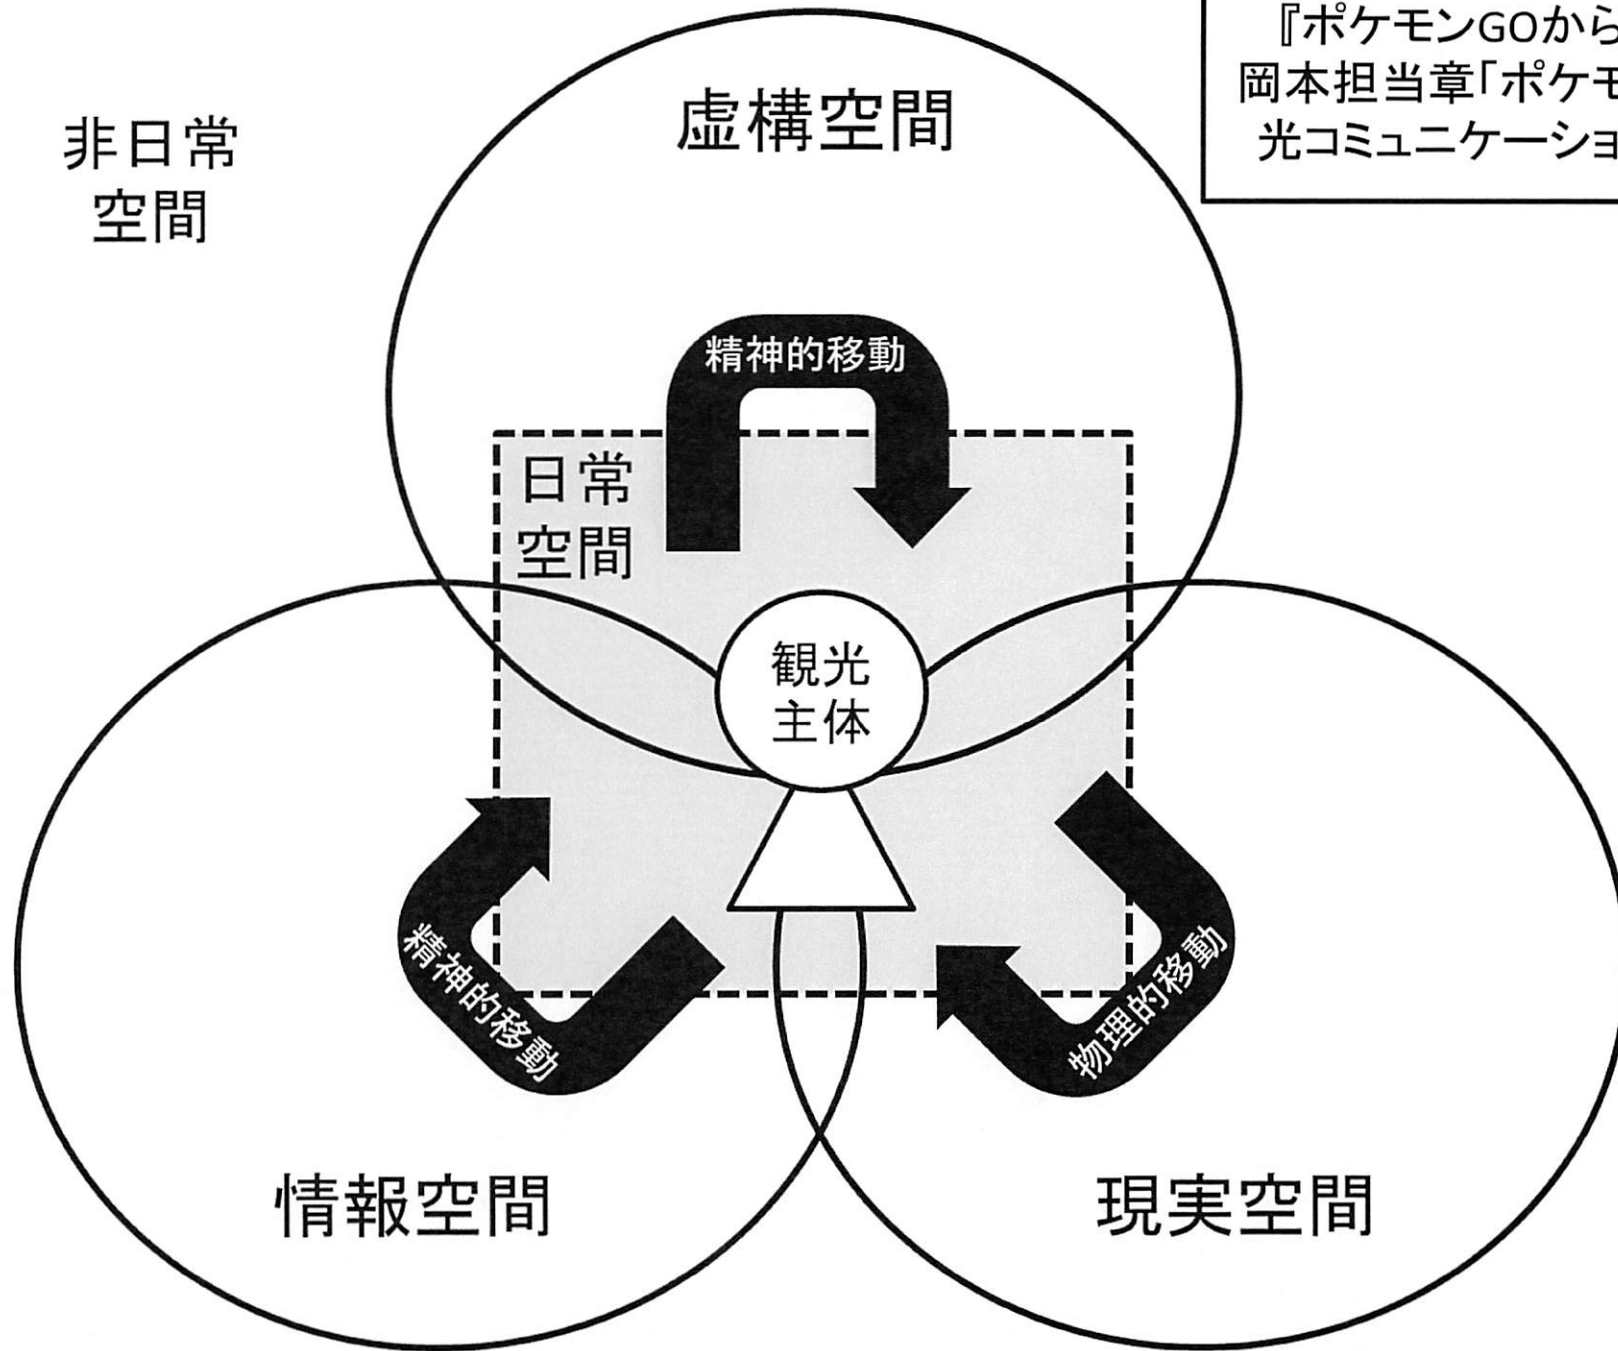 『ポケモンGOから
岡本担当章「ポケモ
光コミュニケーショ
非日常
空間
虚構空間
精神的移動
日常
空間
観光
主体
精神的移動
物理的移動
情報空間
現実空間